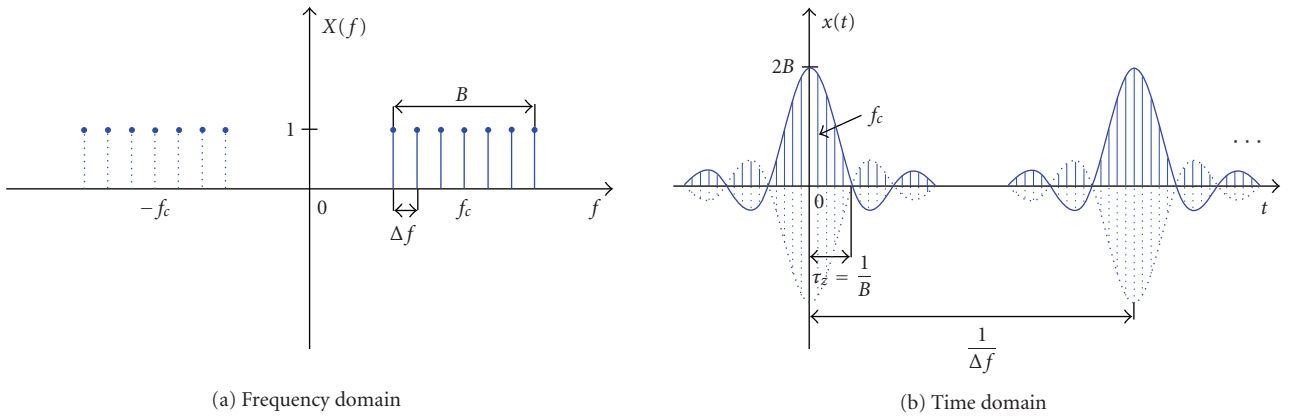 X(f)
B
1
−f_c
0
f_c
f
Δf
(a) Frequency domain
x(t)
2B
f_c
...
0
t
τ_z = 1/B
1/Δf
(b) Time domain